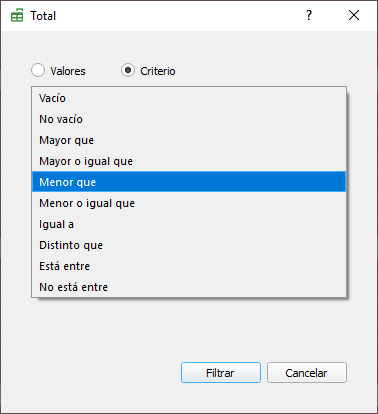 Total
?
Valores
Criterio
Vacío
No vacío
Mayor que
Mayor o igual que
Menor que
Menor o igual que
Igual a
Distinto que
Está entre
No está entre
Filtrar
Cancelar